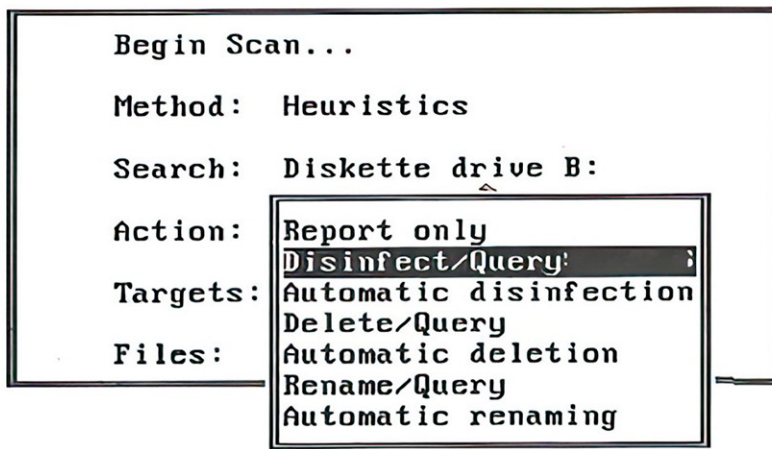 Begin Scan...
Method: Heuristics
Search: Diskette drive B:
Action: Report only
Disinfect/Query
Targets: Automatic disinfection
Delete/Query
Files: Automatic deletion
Rename/Query
Automatic renaming